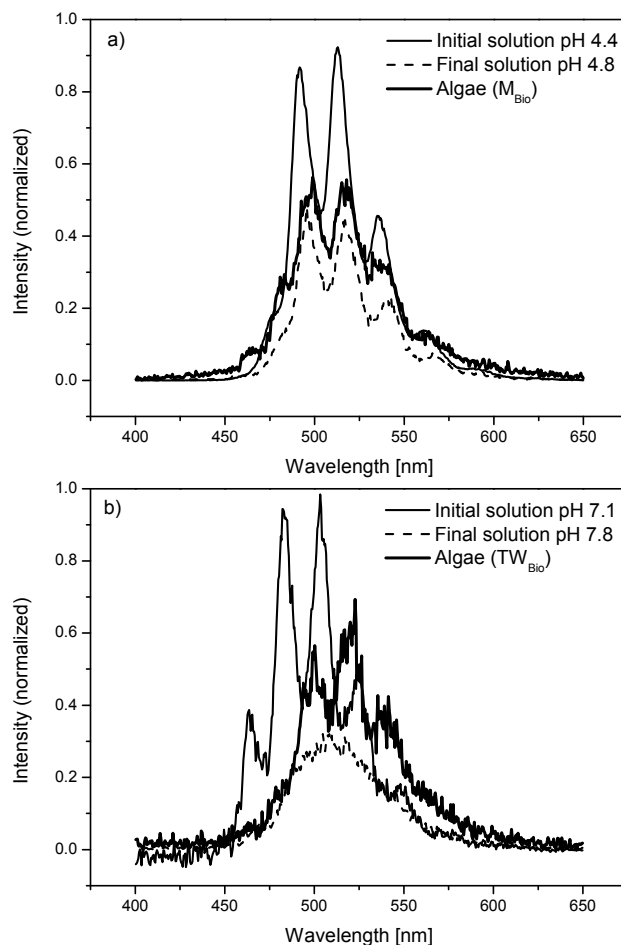 a)
Initial solution pH 4.4
Final solution pH 4.8
Algae (M_Bio)
Intensity (normalized)
1.0
0.8
0.6
0.4
0.2
0.0
400 450 500 550 600 650
Wavelength [nm]
b)
Initial solution pH 7.1
Final solution pH 7.8
Algae (TW_Bio)
Intensity (normalized)
1.0
0.8
0.6
0.4
0.2
0.0
400 450 500 550 600 650
Wavelength [nm]